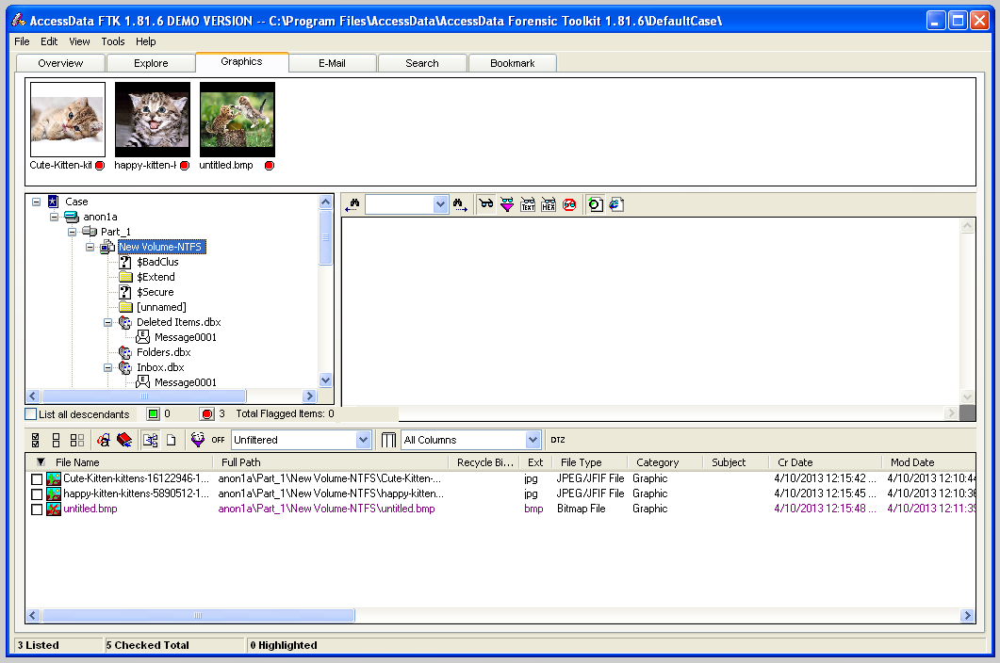 AccessData FTK 1.81.6 DEMO VERSION -- C:\Program Files\AccessData\AccessData Forensic Toolkit 1.81.6\DefaultCase\
File Edit View Tools Help
Overview Explore Graphics E-Mail Search Bookmark
Cute-Kitten-kit happy-kitten-k untitled.bmp
Case
anon1a
Part_1
New Volume-NTFS
$BadClus
$Extend
$Secure
[unnamed]
Deleted Items.dbx
Message0001
Folders.dbx
Inbox.dbx
Message0001
TEXT HEX
List all descendants 0 3 Total Flagged Items: 0
OFF Unfiltered All Columns DTZ
File Name Full Path Recycle Bi... Ext File Type Category Subject Cr Date Mod Date
Cute-Kitten-kittens-16122946-1... anon1a\Part_1\New Volume-NTFS\Cute-Kitten-... jpg JPEG/JFIF File Graphic 4/10/2013 12:15:42 ... 4/10/2013 12:10:44
happy-kitten-kittens-5890512-1... anon1a\Part_1\New Volume-NTFS\happy-kitten... jpg JPEG/JFIF File Graphic 4/10/2013 12:15:45 ... 4/10/2013 12:10:36
untitled.bmp anon1a\Part_1\New Volume-NTFS\untitled.bmp bmp Bitmap File Graphic 4/10/2013 12:15:48 ... 4/10/2013 12:11:39
3 Listed 5 Checked Total 0 Highlighted